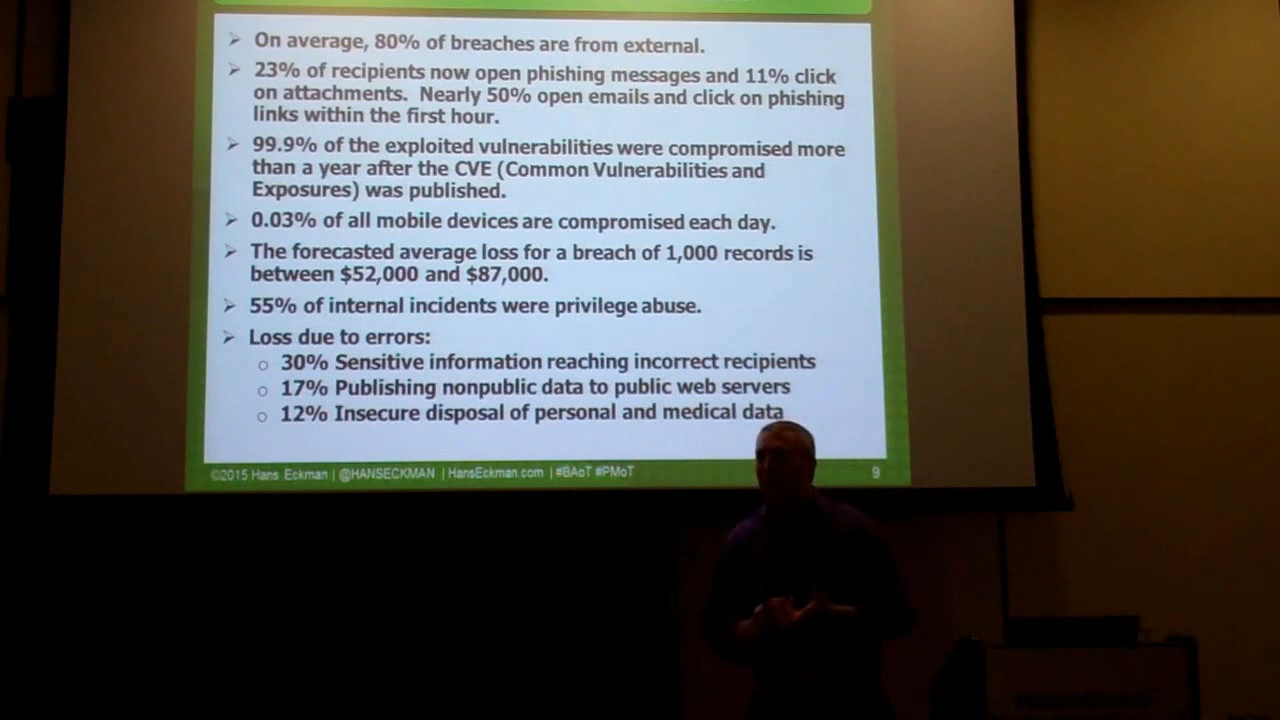 ➢ On average, 80% of breaches are from external.
➢ 23% of recipients now open phishing messages and 11% click
on attachments. Nearly 50% open emails and click on phishing
links within the first hour.
➢ 99.9% of the exploited vulnerabilities were compromised more
than a year after the CVE (Common Vulnerabilities and
Exposures) was published.
➢ 0.03% of all mobile devices are compromised each day.
➢ The forecasted average loss for a breach of 1,000 records is
between $52,000 and $87,000.
➢ 55% of internal incidents were privilege abuse.
➢ Loss due to errors:
○ 30% Sensitive information reaching incorrect recipients
○ 17% Publishing nonpublic data to public web servers
○ 12% Insecure disposal of personal and medical data
©2015 Hans Eckman | @HANSECKMAN | HansEckman.com | #BAoT #PMoT 9